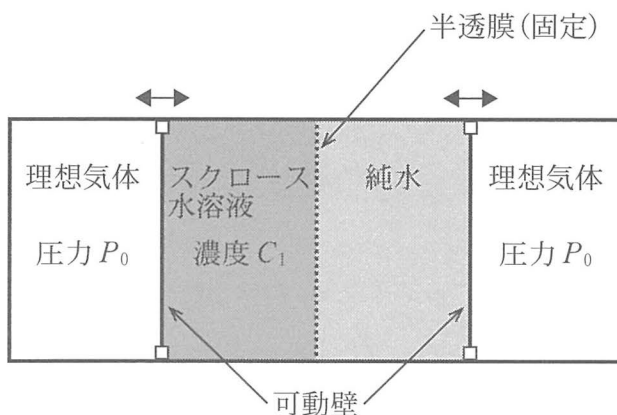 半透膜(固定)
理想気体
圧力 P₀
スクロース
水溶液
濃度 C₁
純水
理想気体
圧力 P₀
可動壁